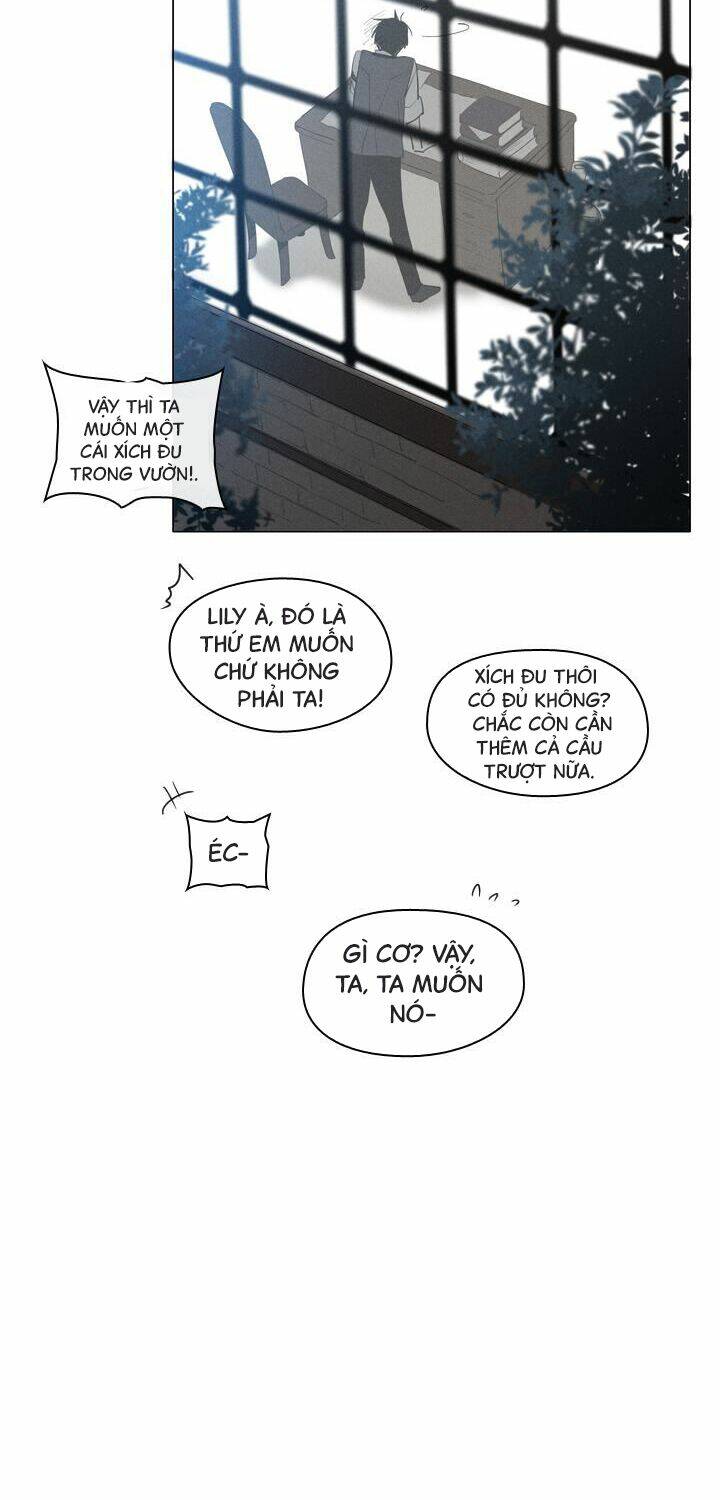 VẬY THÌ TA
MUỐN MỘT
CÁI XÍCH ĐU
TRONG VƯỜN!.
LILY À, ĐÓ LÀ
THỨ EM MUỐN
CHỨ KHÔNG
PHẢI TA!
XÍCH ĐU THÔI
CÓ ĐỦ KHÔNG?
CHẮC CÒN CẦN
THÊM CẢ CẦU
TRƯỢT NỮA.
ÉC-
GÌ CƠ? VẬY,
TA, TA MUỐN
NÓ-